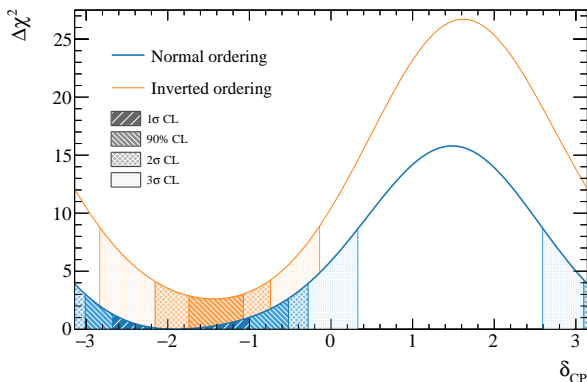 Δχ²
25
20
15
10
5
0
Normal ordering
Inverted ordering
1σ CL
90% CL
2σ CL
3σ CL
−3 −2 −1 0 1 2 3
δCP